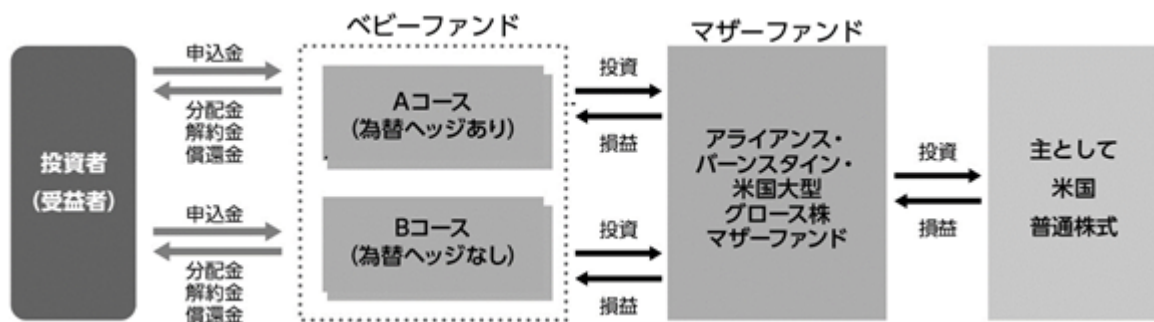 ベビーファンド
マザーファンド
投資者
(受益者)
申込金
分配金
解約金
償還金
申込金
分配金
解約金
償還金
Aコース
(為替ヘッジあり)
Bコース
(為替ヘッジなし)
投資
損益
投資
損益
アライアンス・
バーンスタイン・
米国大型
グロース株
マザーファンド
投資
損益
主として
米国
普通株式